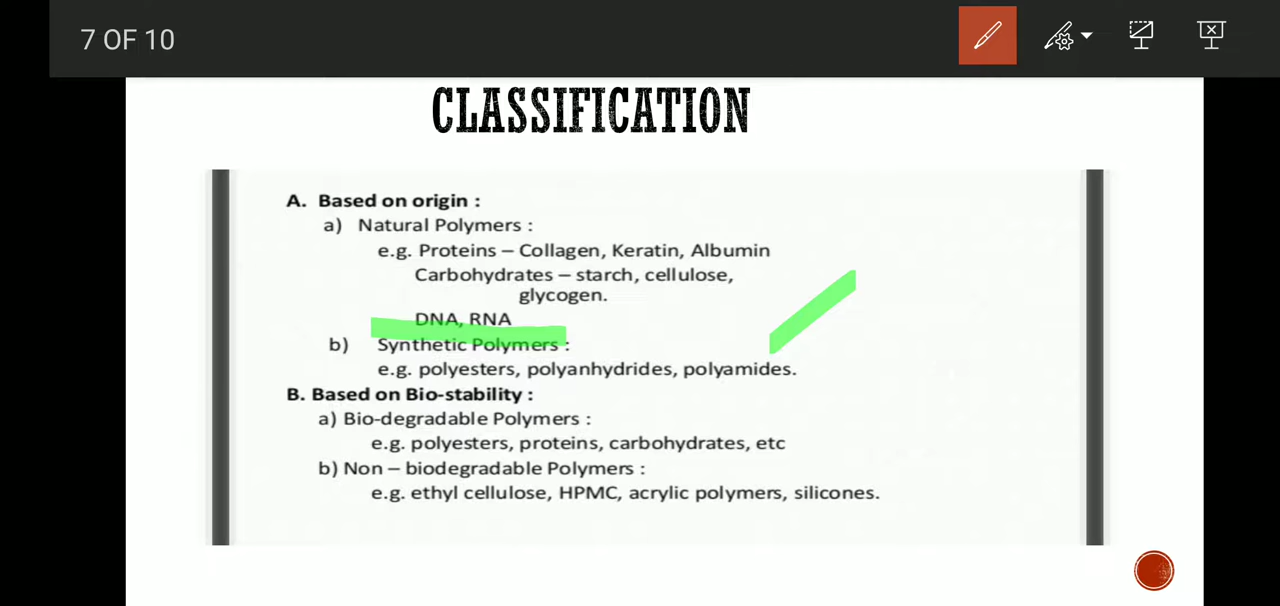 7 OF 10
CLASSIFICATION
A. Based on origin :
a) Natural Polymers :
e.g. Proteins – Collagen, Keratin, Albumin
Carbohydrates – starch, cellulose,
glycogen.
DNA, RNA
b) Synthetic Polymers :
e.g. polyesters, polyanhydrides, polyamides.
B. Based on Bio-stability :
a) Bio-degradable Polymers :
e.g. polyesters, proteins, carbohydrates, etc
b) Non – biodegradable Polymers :
e.g. ethyl cellulose, HPMC, acrylic polymers, silicones.